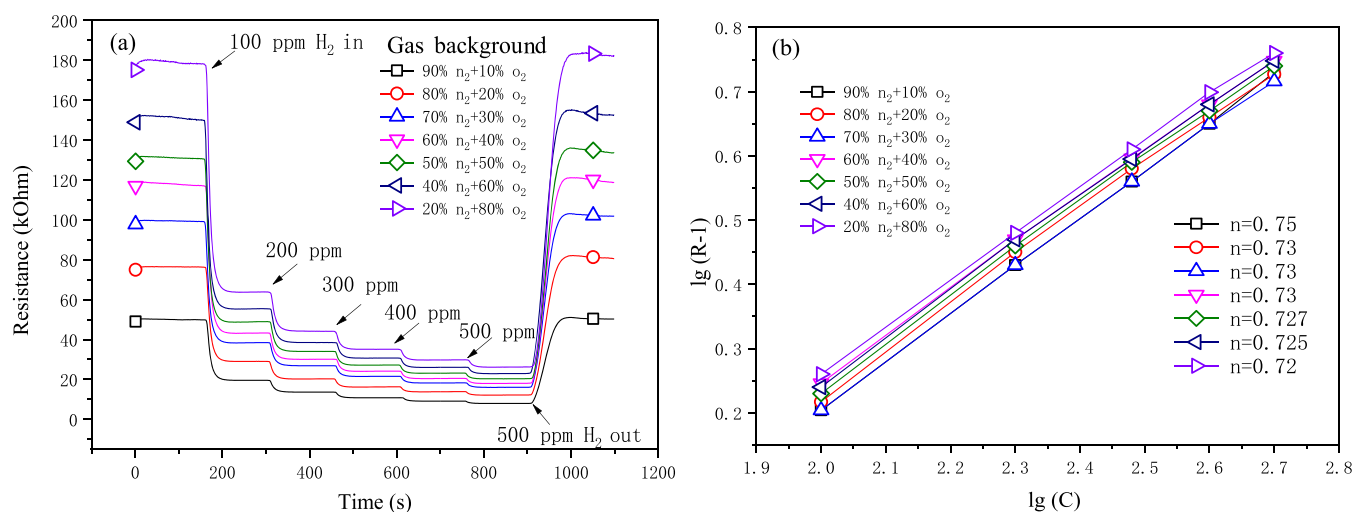 (a)
Resistance (kOhm)
200
180
160
140
120
100
80
60
40
20
0
0
200
400
600
800
1000
1200
Time (s)
100 ppm H₂ in
200 ppm
300 ppm
400 ppm
500 ppm
500 ppm H₂ out
Gas background
90% n₂+10% o₂
80% n₂+20% o₂
70% n₂+30% o₂
60% n₂+40% o₂
50% n₂+50% o₂
40% n₂+60% o₂
20% n₂+80% o₂
(b)
lg (R-1)
0.8
0.7
0.6
0.5
0.4
0.3
0.2
1.9
2.0
2.1
2.2
2.3
2.4
2.5
2.6
2.7
2.8
lg (C)
90% n₂+10% o₂
80% n₂+20% o₂
70% n₂+30% o₂
60% n₂+40% o₂
50% n₂+50% o₂
40% n₂+60% o₂
20% n₂+80% o₂
n=0.75
n=0.73
n=0.73
n=0.73
n=0.727
n=0.725
n=0.72